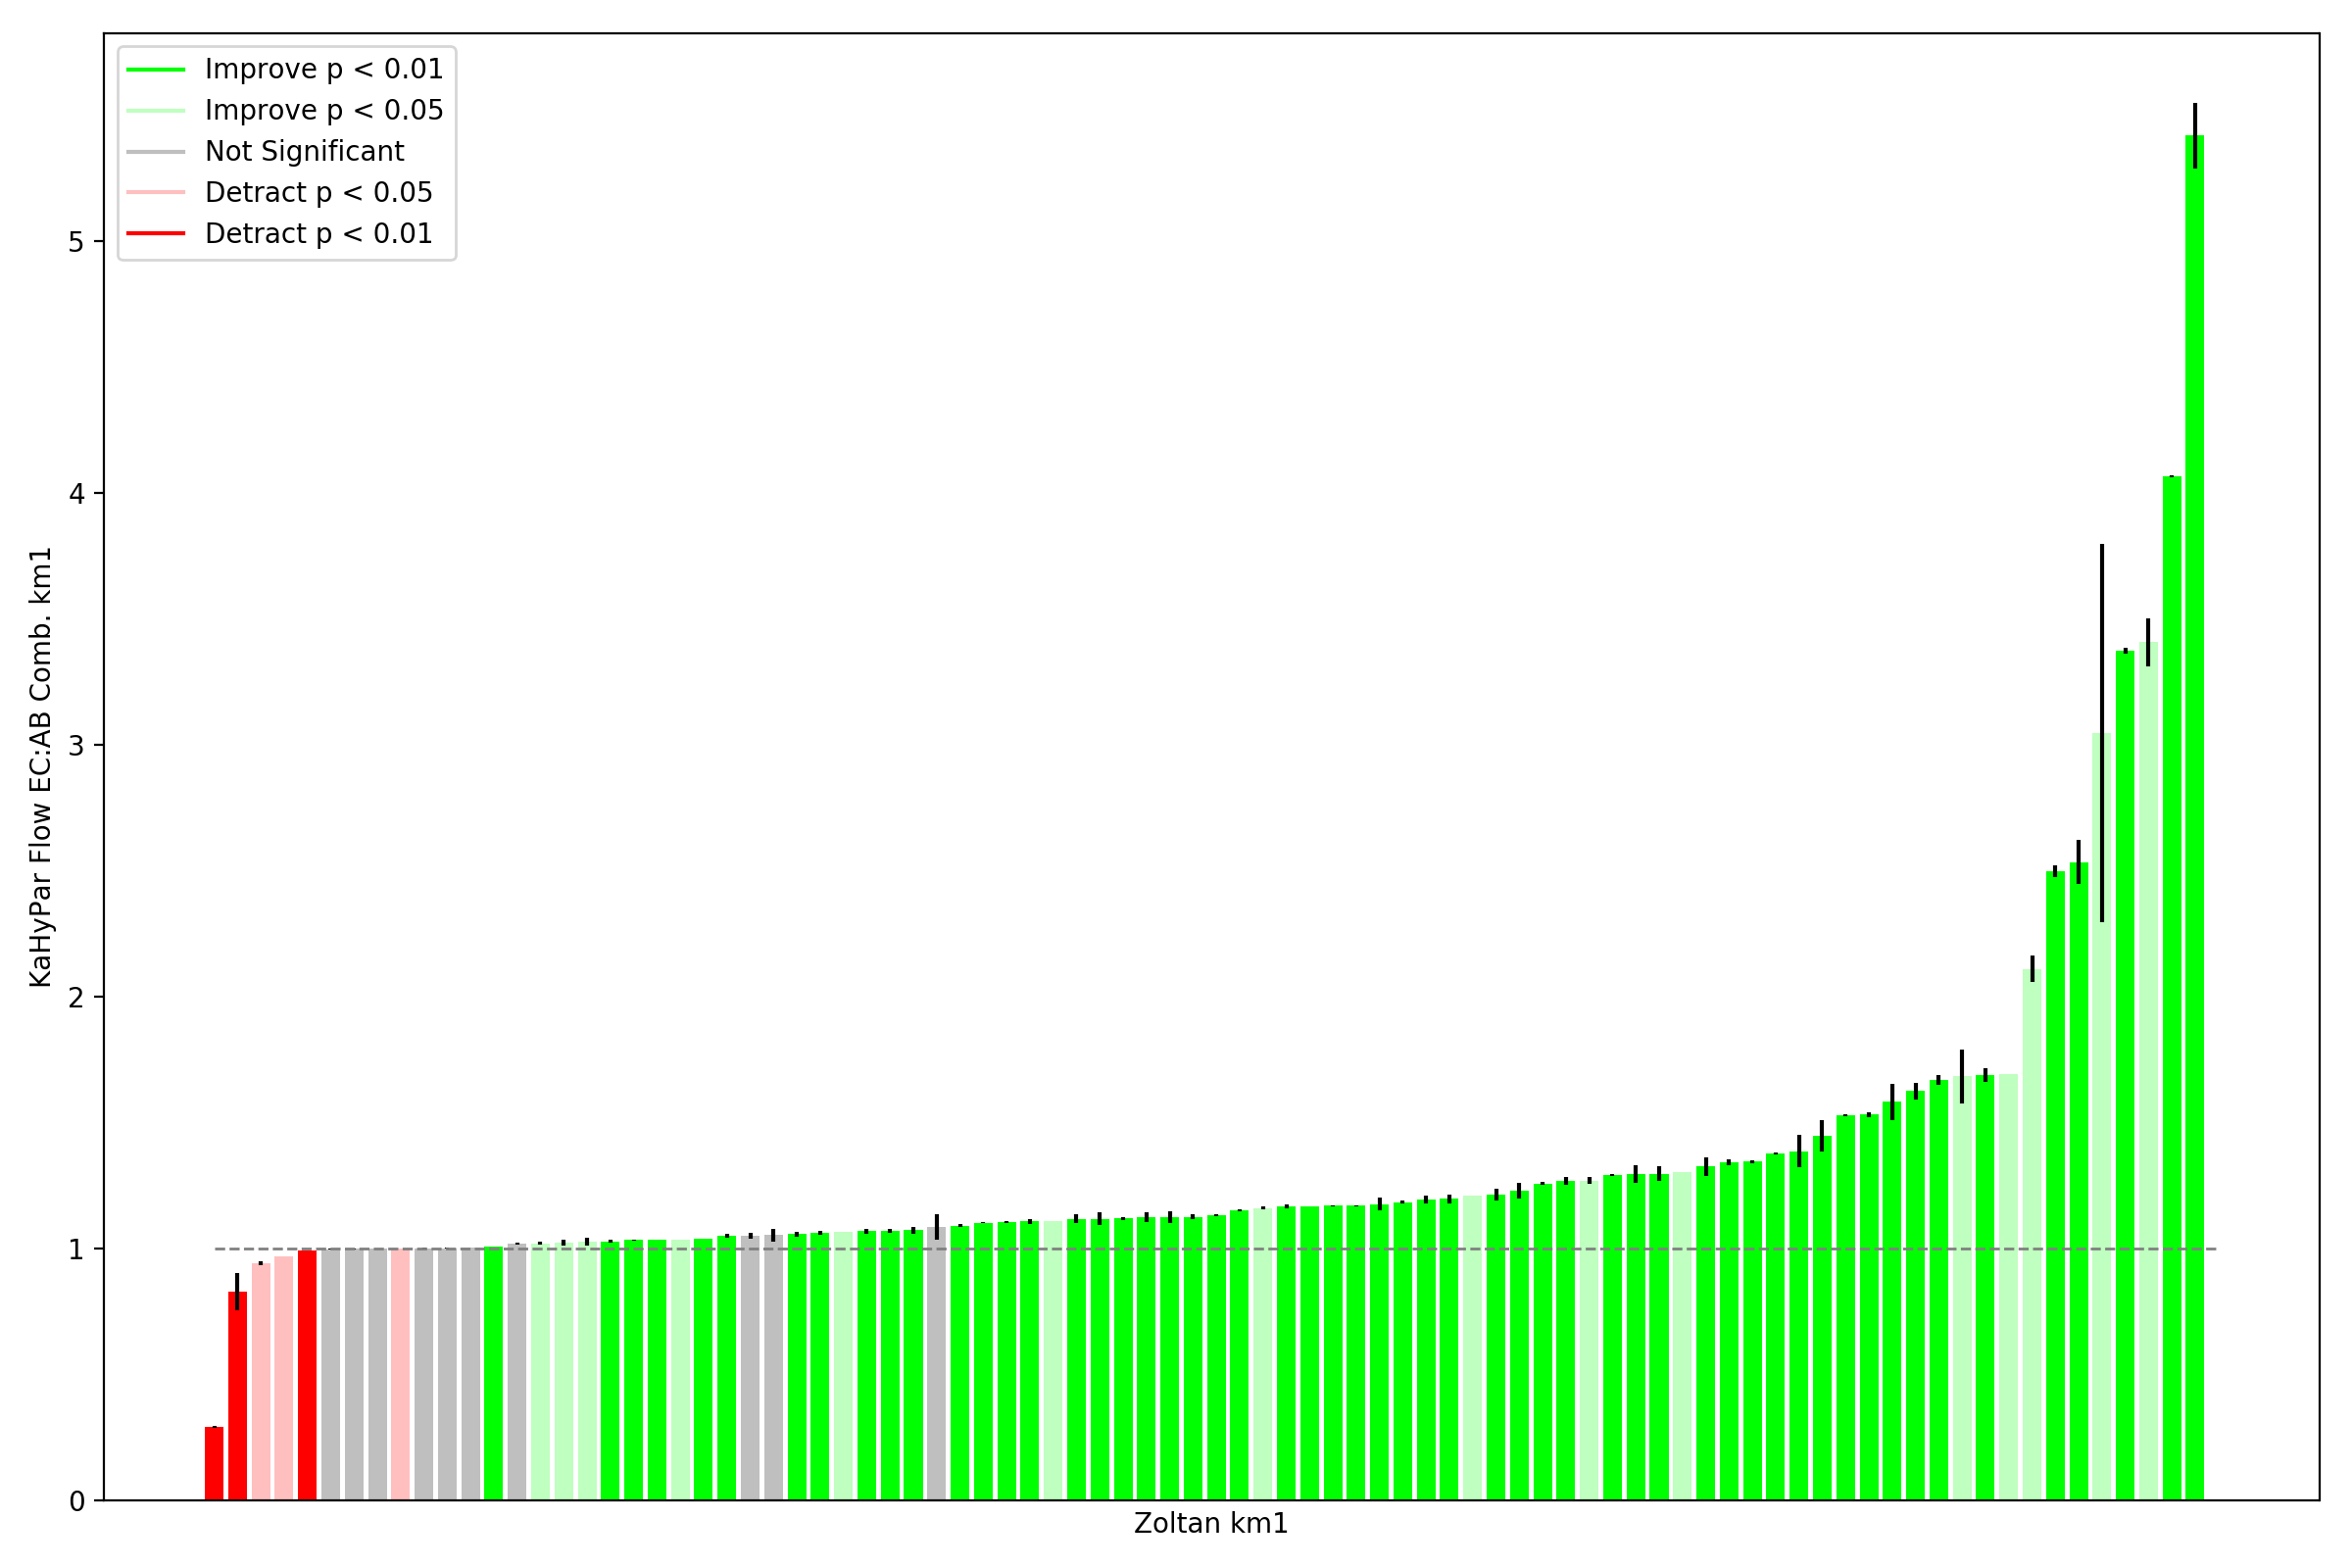 Improve p < 0.01
Improve p < 0.05
Not Significant
Detract p < 0.05
Detract p < 0.01
5
4
3
2
1
0
KaHyPar Flow EC:AB Comb. km1
Zoltan km1